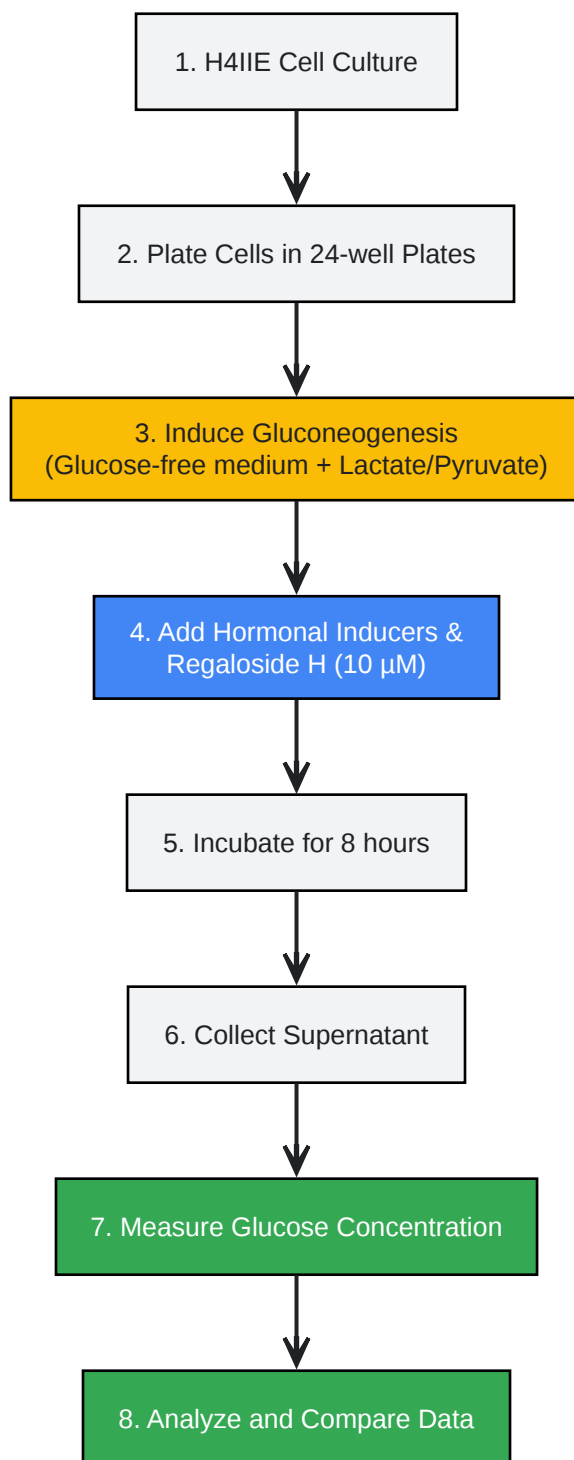 1. H4IIE Cell Culture
2. Plate Cells in 24-well Plates
3. Induce Gluconeogenesis
(Glucose-free medium + Lactate/Pyruvate)
4. Add Hormonal Inducers &
Regaloside H (10 µM)
5. Incubate for 8 hours
6. Collect Supernatant
7. Measure Glucose Concentration
8. Analyze and Compare Data